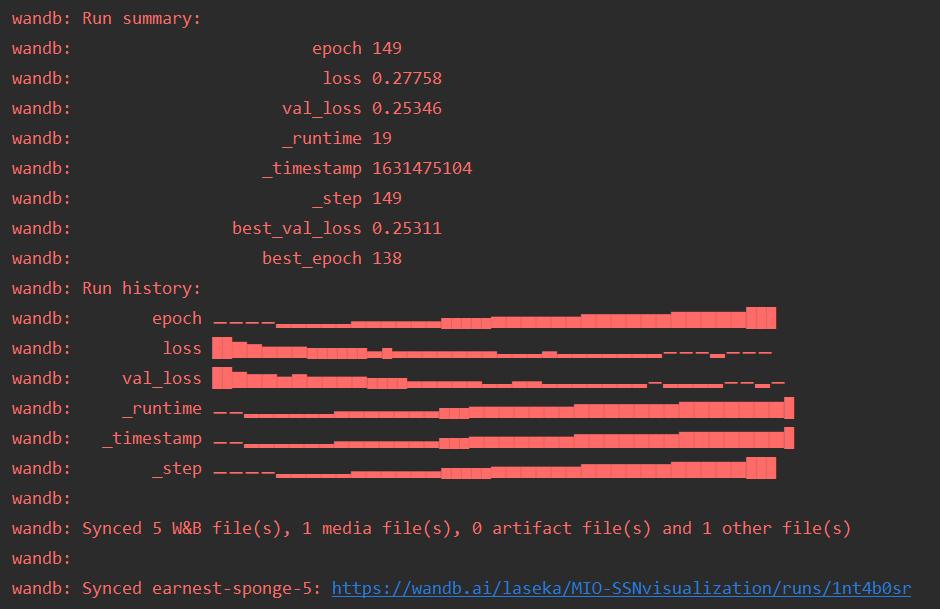 wandb: Run summary:
wandb: epoch 149
wandb: loss 0.27758
wandb: val_loss 0.25346
wandb: _runtime 19
wandb: _timestamp 1631475104
wandb: _step 149
wandb: best_val_loss 0.25311
wandb: best_epoch 138
wandb: Run history:
wandb: epoch
wandb: loss
wandb: val_loss
wandb: _runtime
wandb: _timestamp
wandb: _step
wandb:
wandb: Synced 5 W&B file(s), 1 media file(s), 0 artifact file(s) and 1 other file(s)
wandb:
wandb: Synced earnest-sponge-5: https://wandb.ai/laseka/MIO-SSNvisualization/runs/1nt4b0sr